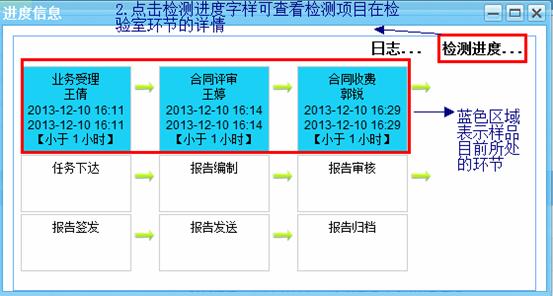 进度信息
2.点击检测进度字样可查看检测项目在检
验室环节的详情
日志...
检测进度...
业务受理
王倩
2013-12-10 16:11
2013-12-10 16:11
【小于 1 小时】
合同评审
王婷
2013-12-10 16:14
2013-12-10 16:14
【小于 1 小时】
合同收费
郭锐
2013-12-10 16:29
2013-12-10 16:29
【小于 1 小时】
蓝色区域
表示样品
目前所处
的环节
任务下达
报告编制
报告审核
报告签发
报告发送
报告归档